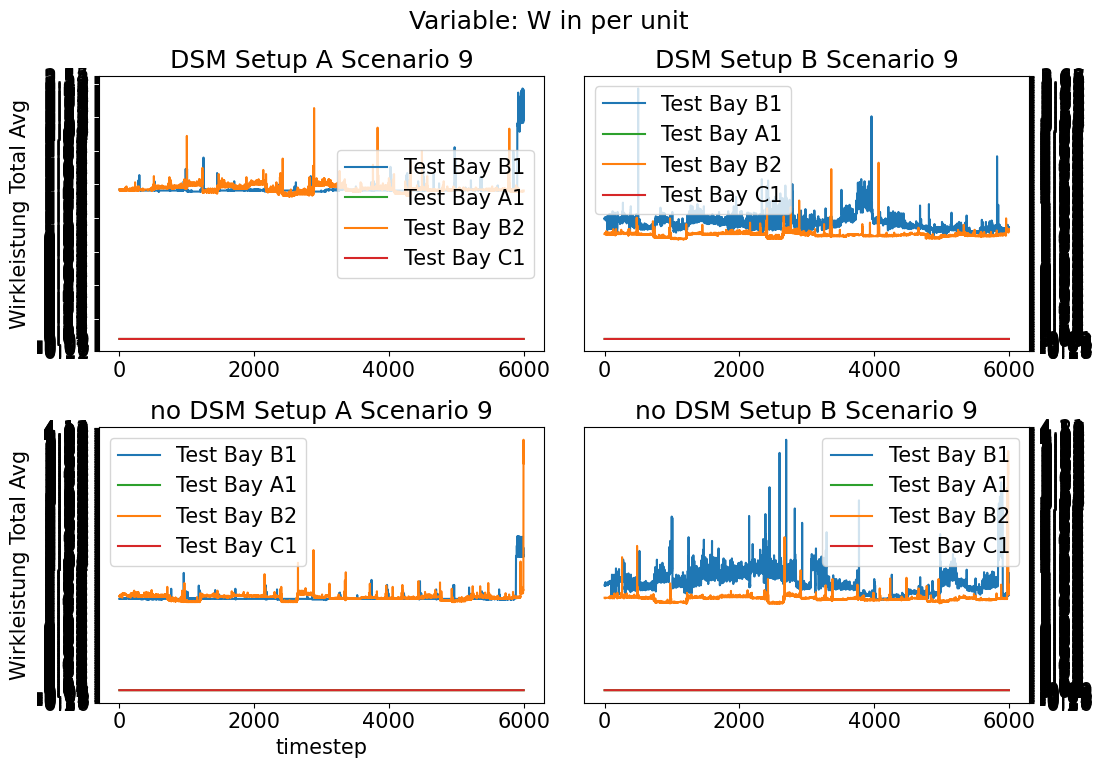 Variable: W in per unit
DSM Setup A Scenario 9
DSM Setup B Scenario 9
Wirkleistung Total Avg
Test Bay B1
Test Bay A1
Test Bay B2
Test Bay C1
Test Bay B1
Test Bay A1
Test Bay B2
Test Bay C1
0 2000 4000 6000
0 2000 4000 6000
no DSM Setup A Scenario 9
no DSM Setup B Scenario 9
Wirkleistung Total Avg
Test Bay B1
Test Bay A1
Test Bay B2
Test Bay C1
Test Bay B1
Test Bay A1
Test Bay B2
Test Bay C1
0 2000 4000 6000
0 2000 4000 6000
timestep